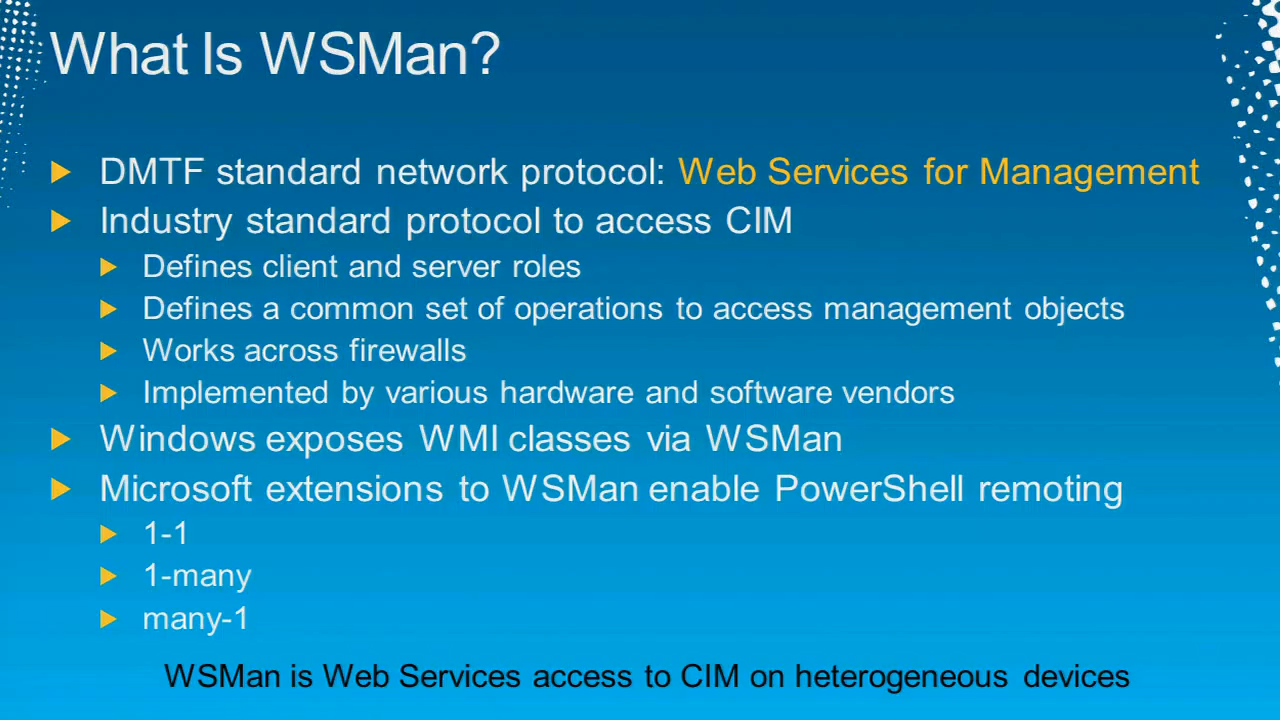 What Is WSMan?
DMTF standard network protocol: Web Services for Management
Industry standard protocol to access CIM
Defines client and server roles
Defines a common set of operations to access management objects
Works across firewalls
Implemented by various hardware and software vendors
Windows exposes WMI classes via WSMan
Microsoft extensions to WSMan enable PowerShell remoting
1-1
1-many
many-1
WSMan is Web Services access to CIM on heterogeneous devices